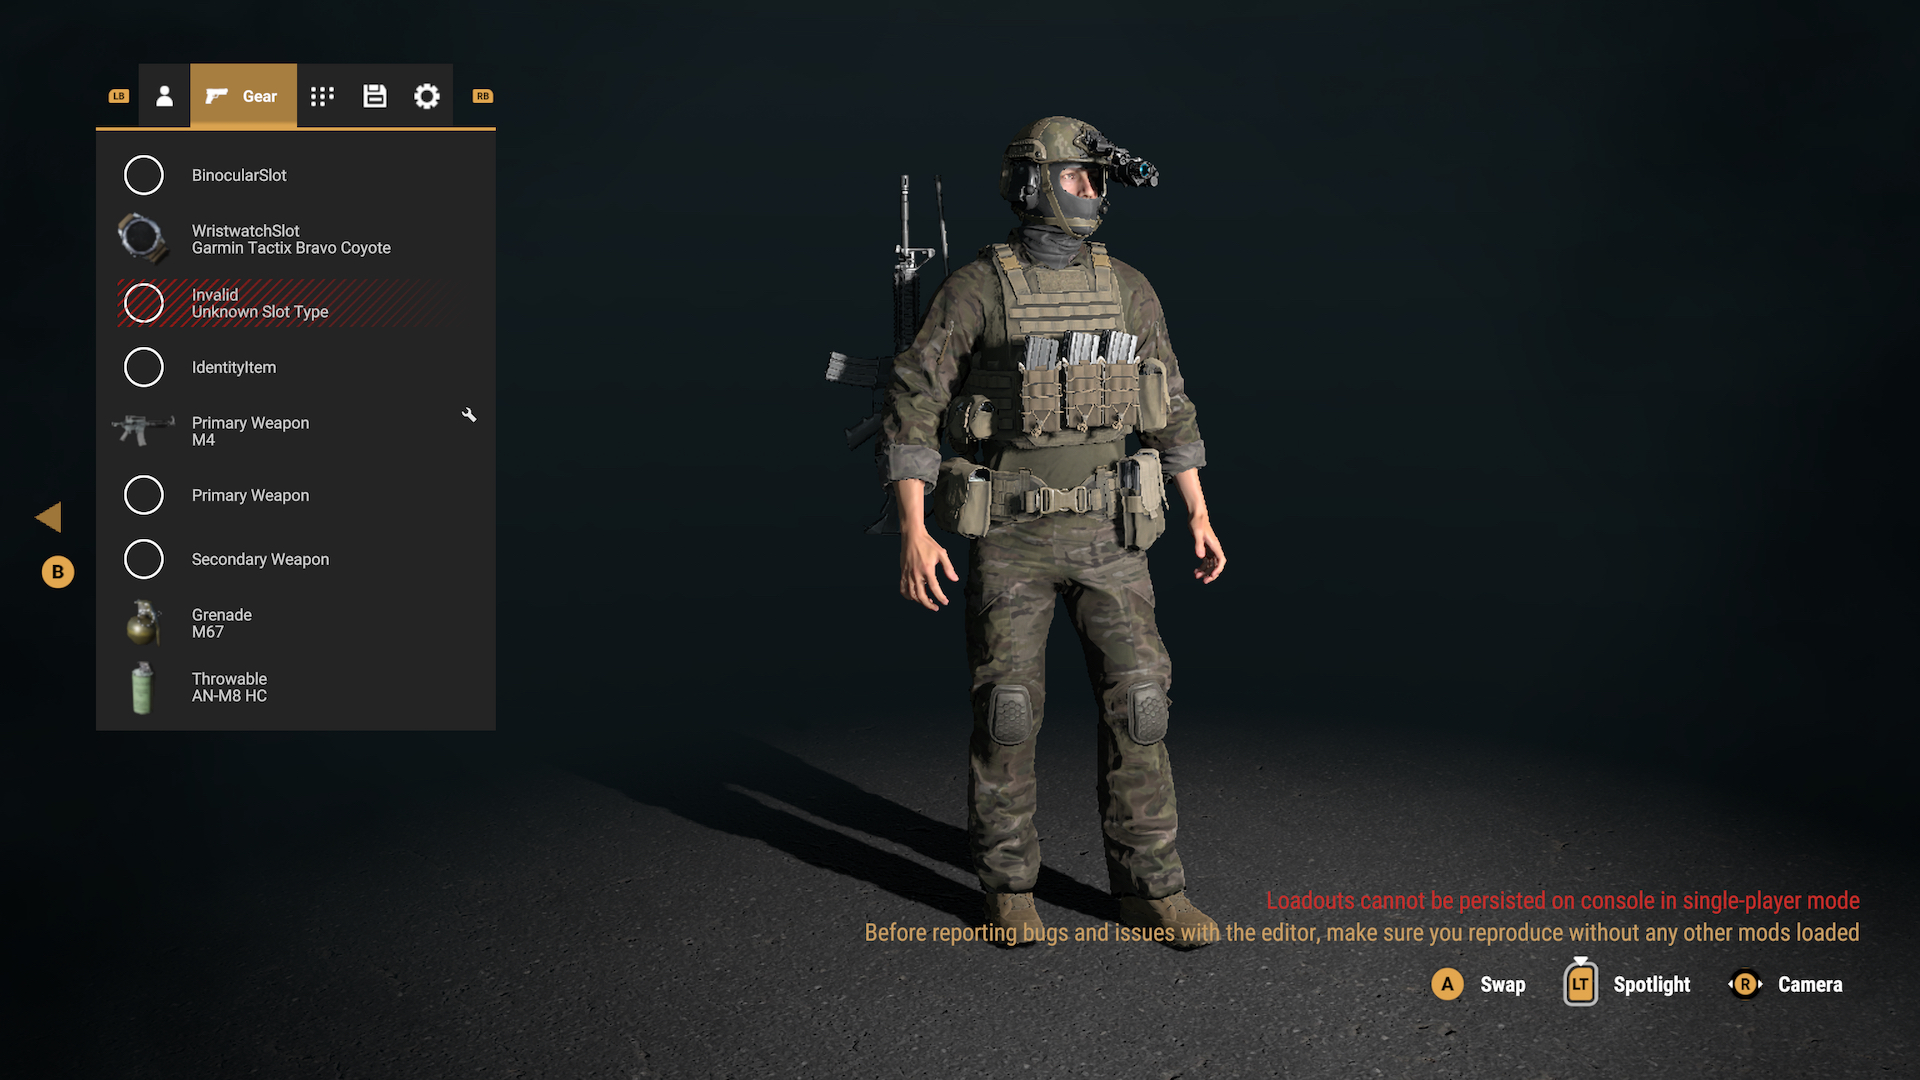 LB
Gear
RB
BinocularSlot
WristwatchSlot
Garmin Tactix Bravo Coyote
Invalid
Unknown Slot Type
IdentityItem
Primary Weapon
M4
Primary Weapon
Secondary Weapon
B
Grenade
M67
Throwable
AN-M8 HC
Loadouts cannot be persisted on console in single-player mode
Before reporting bugs and issues with the editor, make sure you reproduce without any other mods loaded
A Swap LT Spotlight R Camera